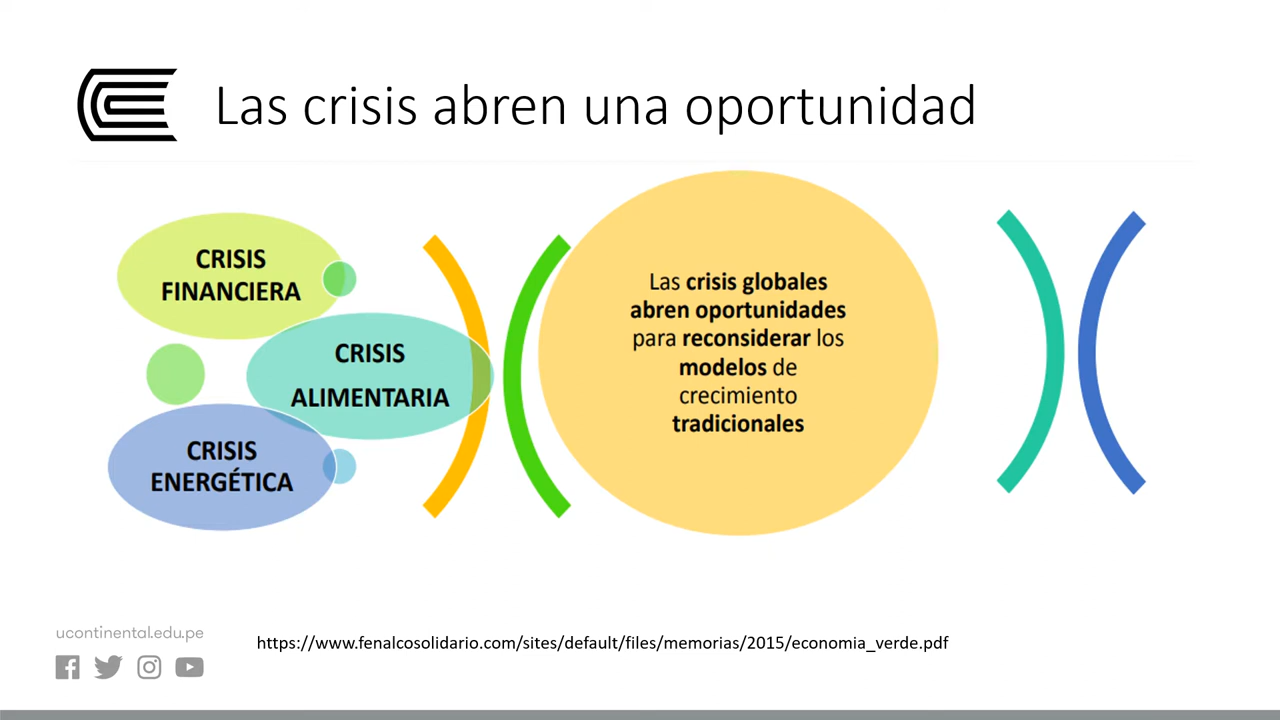 Las crisis abren una oportunidad
CRISIS
FINANCIERA
CRISIS
ALIMENTARIA
CRISIS
ENERGÉTICA
Las crisis globales
abren oportunidades
para reconsiderar los
modelos de
crecimiento
tradicionales
ucontinental.edu.pe
https://www.fenalcosolidario.com/sites/default/files/memorias/2015/economia_verde.pdf